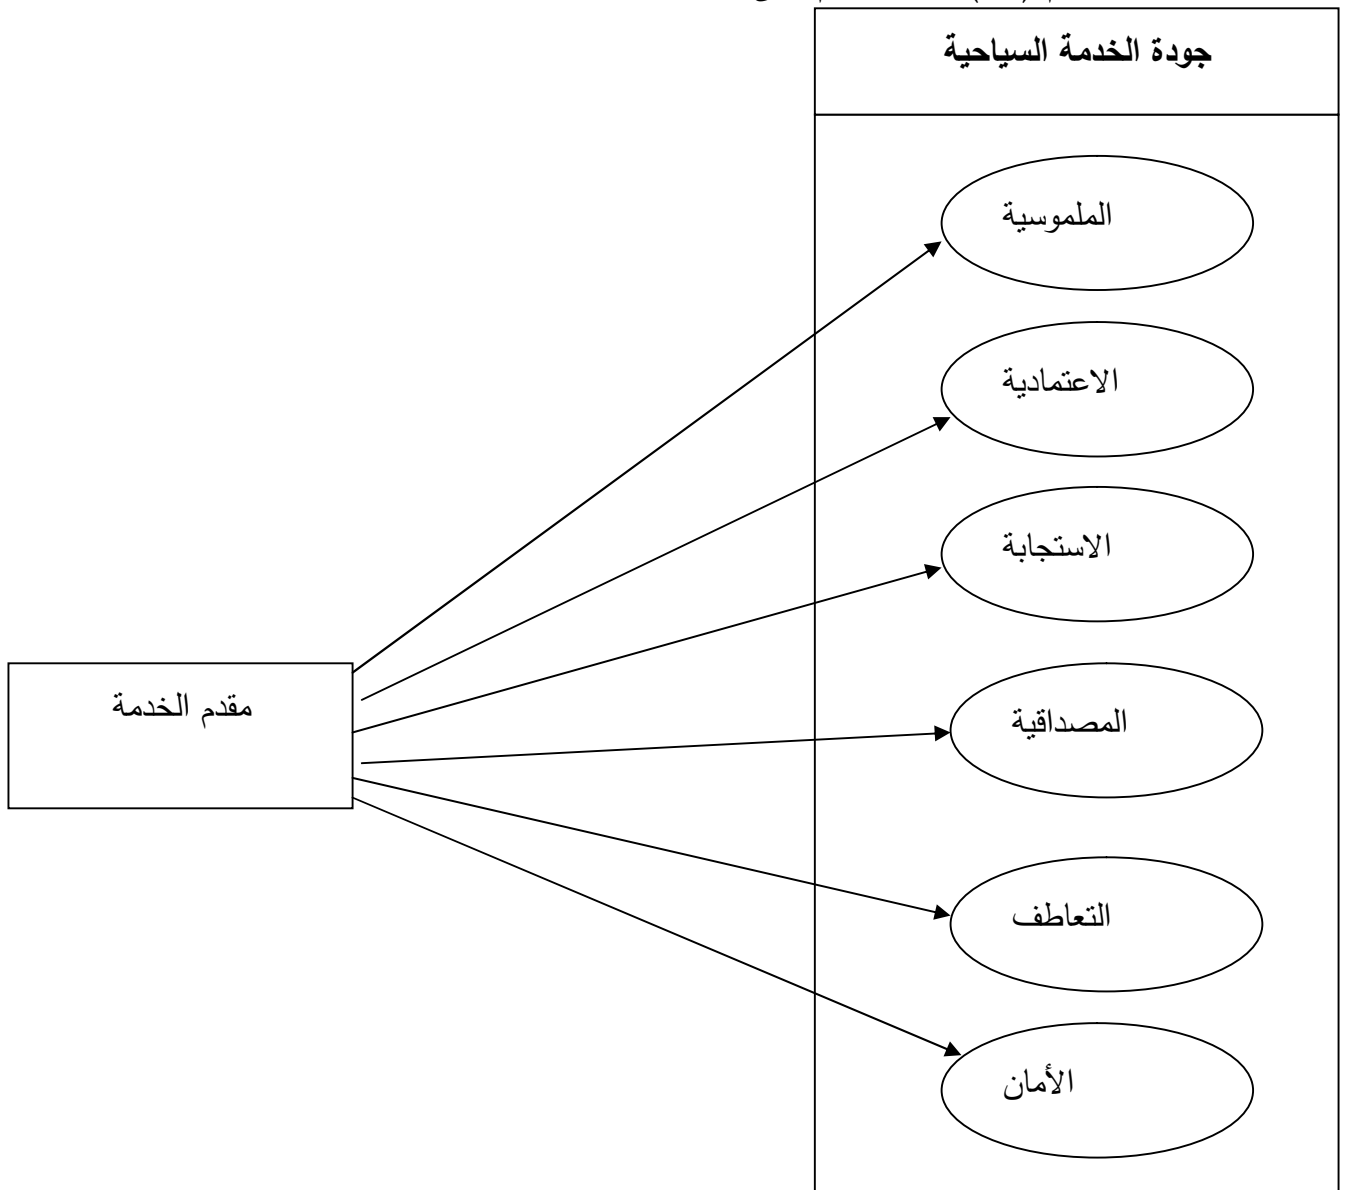 جودة الخدمة السياحية
الملموسية
الاعتمادية
الاستجابة
مقدم الخدمة
المصداقية
التعاطف
الأمان